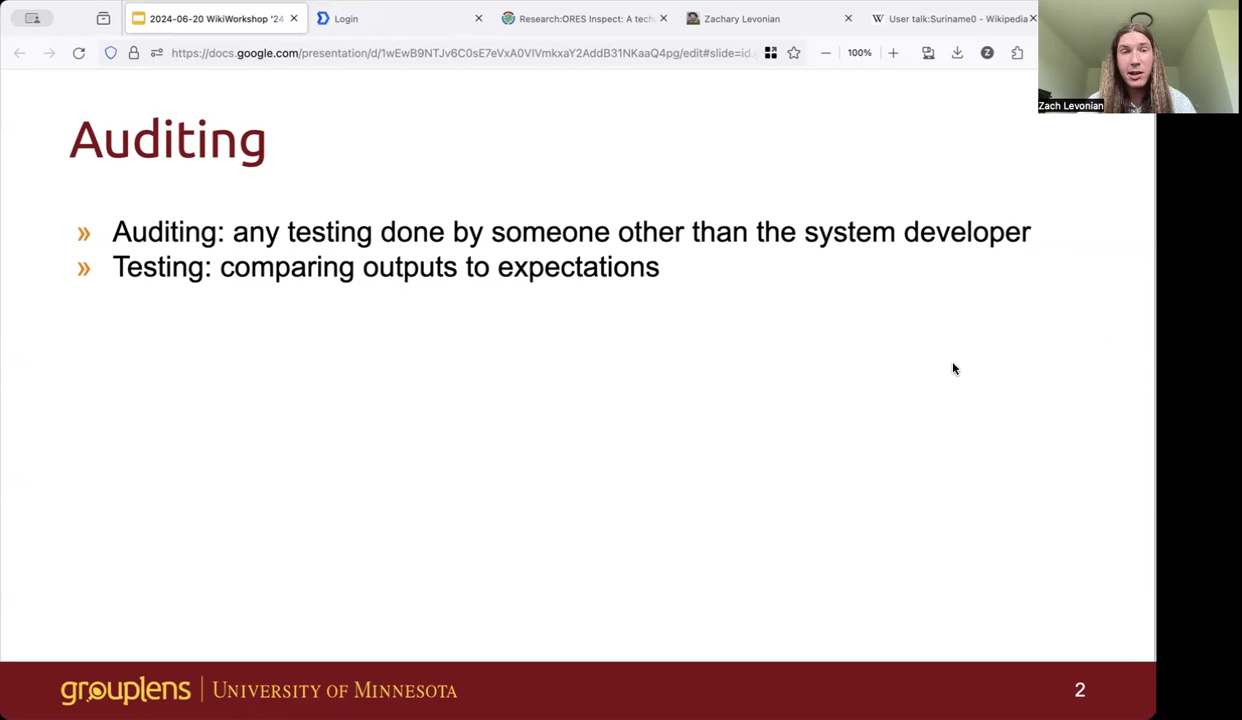 2024-06-20 WikiWorkshop '24
Login
Research:ORES Inspect: A tech
Zachary Levonian
User talk:Suriname0 - Wikipedia
https://docs.google.com/presentation/d/1wEwB9NTJv6C0sE7eVxA0VIVmkxaY2AddB31NKaaQ4pg/edit#slide=id.
100%
Z
Zach Levonian
Auditing
» Auditing: any testing done by someone other than the system developer
» Testing: comparing outputs to expectations
grouplens | UNIVERSITY OF MINNESOTA
2